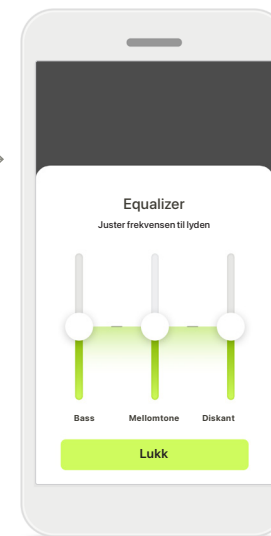 Equalizer
Juster frekvensen til lyden
Bass Mellomtone Diskant
Lukk